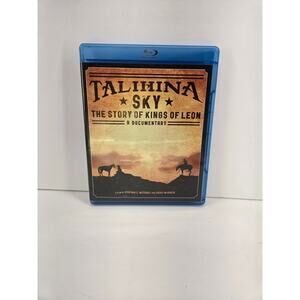 TALIHINA
SKY
THE STORY OF KINGS OF LEON
A DOCUMENTARY